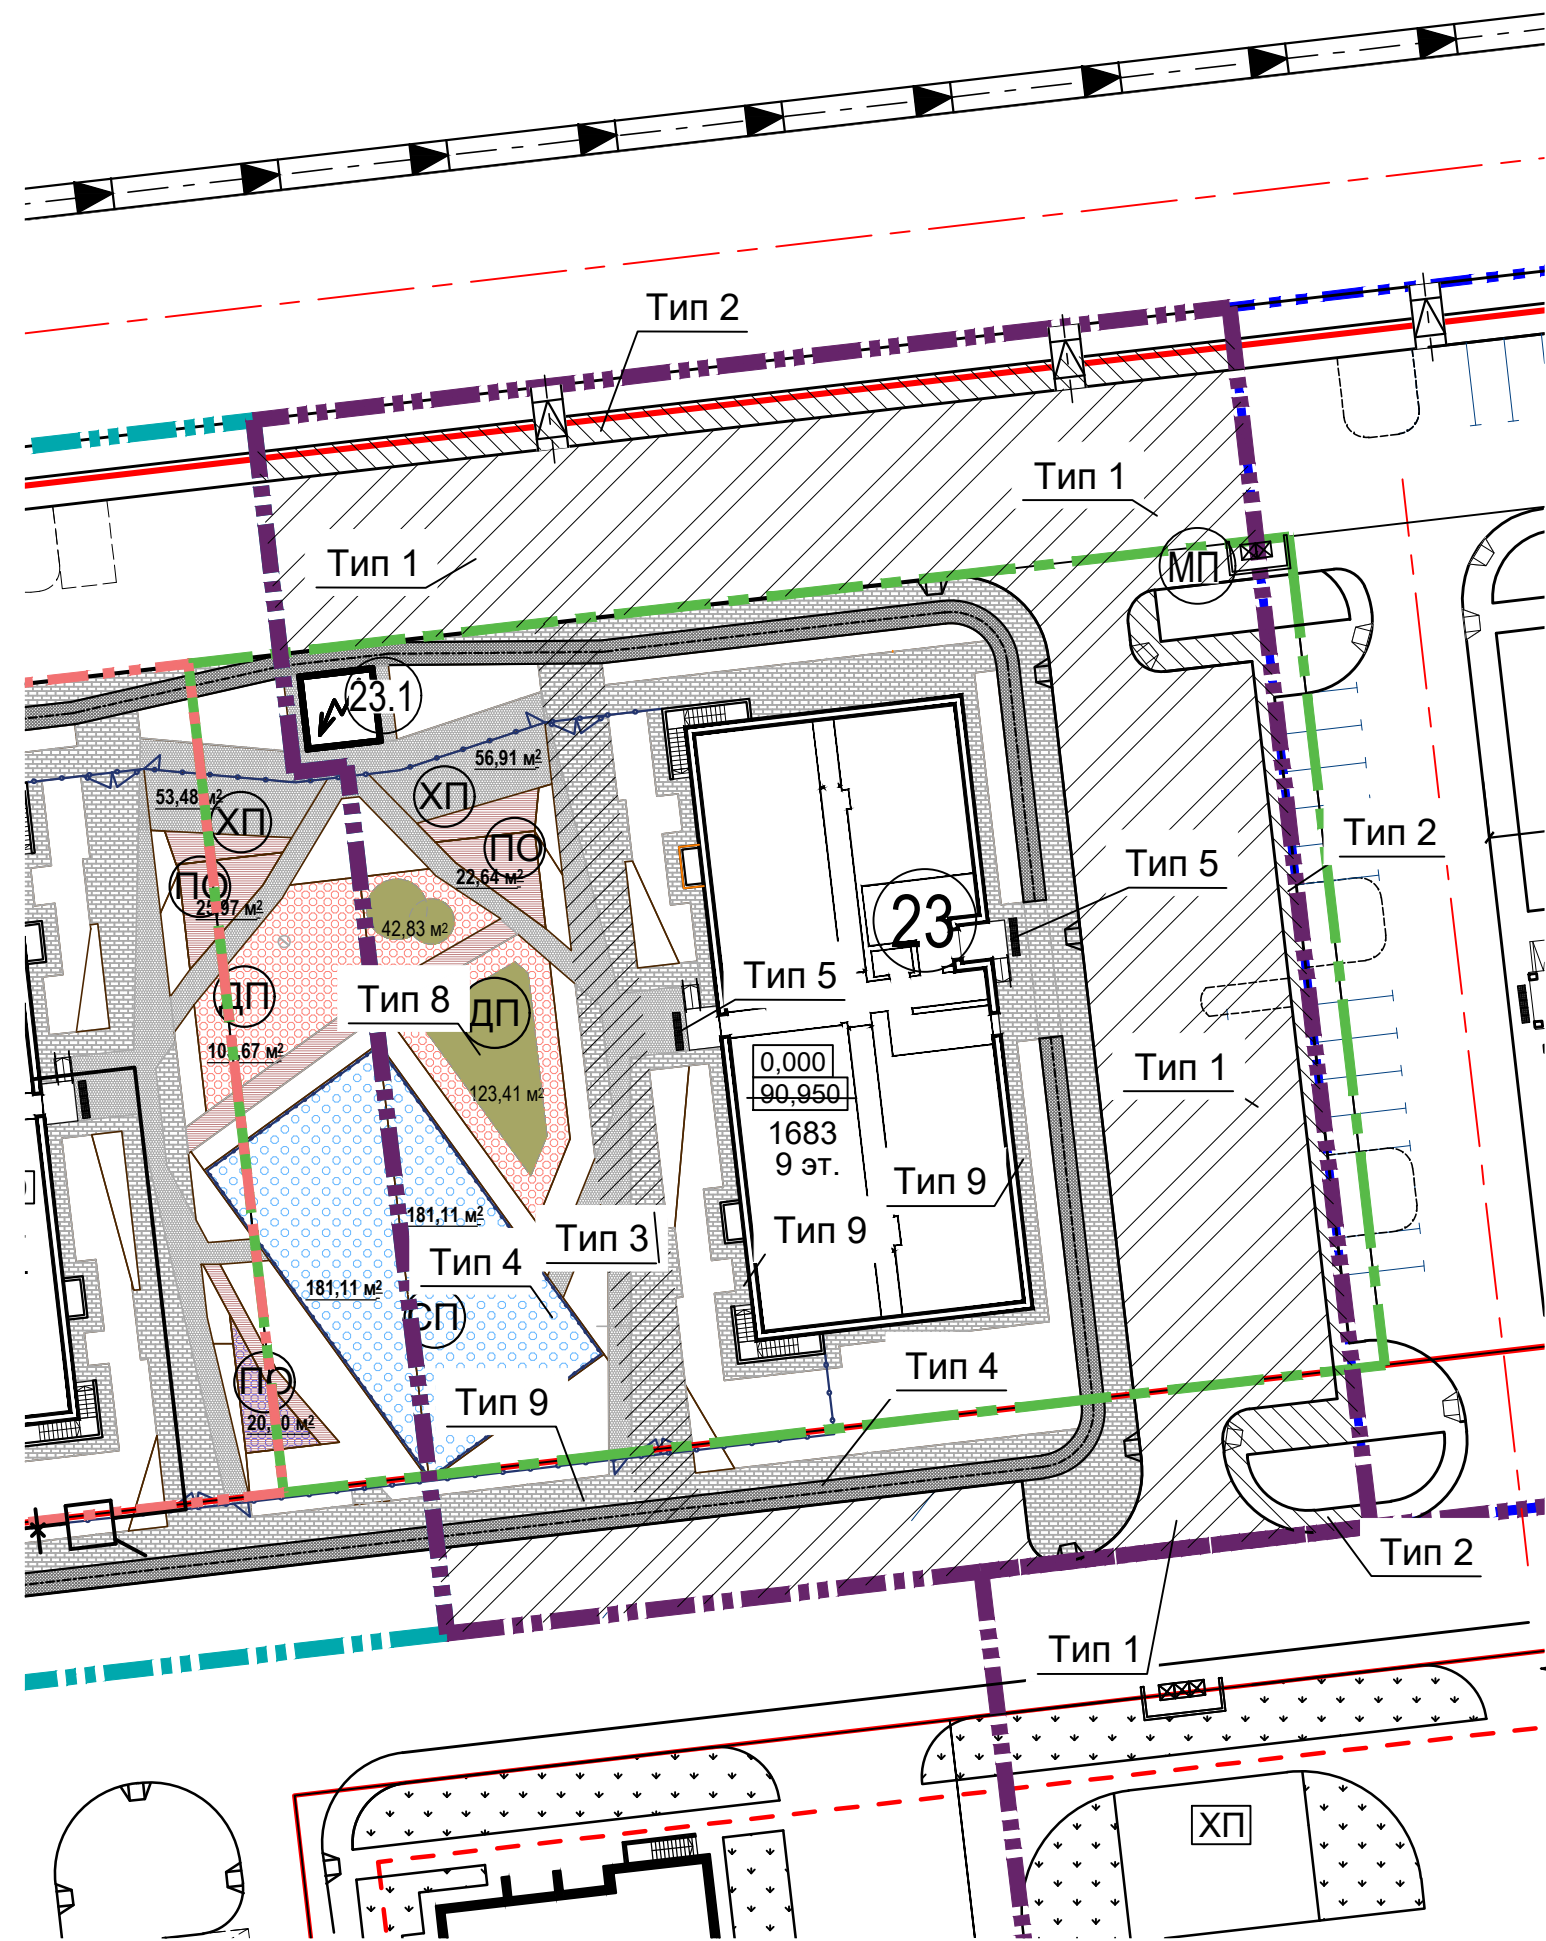 Тип 2
Тип 1
Тип 1
МП
23.1
56,91 м²
ХП
53,48 м²
ХП
Тип 2
ПО
Тип 5
22,64 м²
ПО
42,83 м²
23
Тип 5
ДП
Тип 8
ДП
0,000
Тип 1
90,950
123,41 м²
1683
9 эт.
Тип 9
181,11 м²
Тип 3
Тип 9
Тип 4
181,11 м²
СП
Тип 4
ПО
Тип 9
Тип 2
Тип 1
ХП